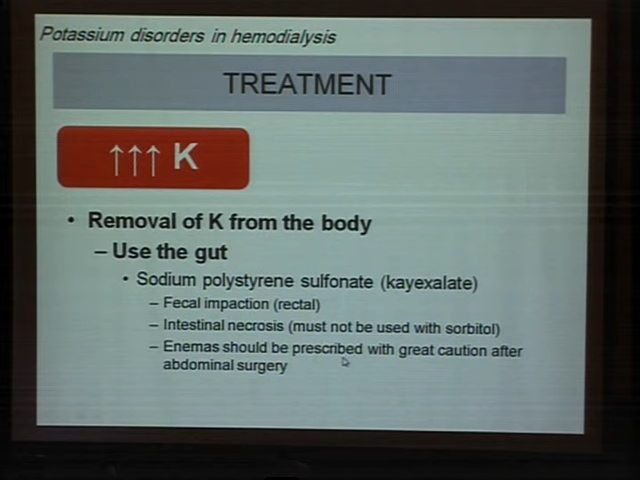 Potassium disorders in hemodialysis
TREATMENT
↑↑↑ K
• Removal of K from the body
– Use the gut
• Sodium polystyrene sulfonate (kayexalate)
– Fecal impaction (rectal)
– Intestinal necrosis (must not be used with sorbitol)
– Enemas should be prescribed with great caution after
abdominal surgery